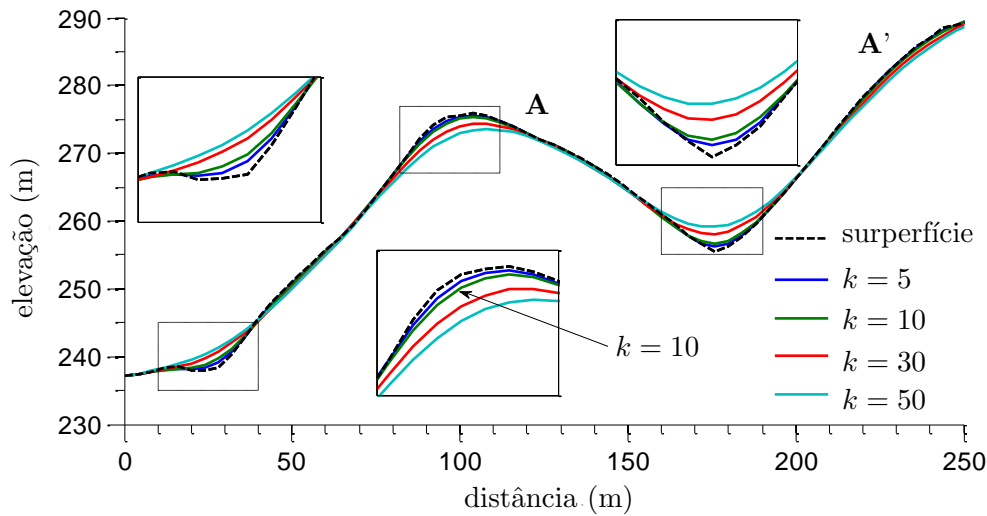 290
280
270
260
250
240
230
elevação (m)
0
50
100
150
200
250
distância (m)
A
A'
k = 10
surperfície
k = 5
k = 10
k = 30
k = 50